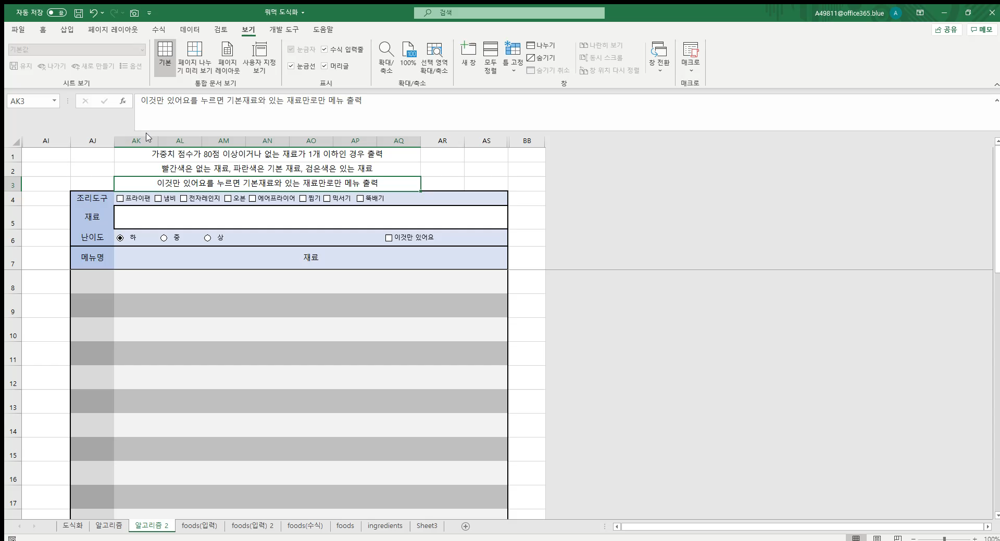 자동 저장 끔 뭐먹 도식화 검색 A49811@office365.blue A
파일 홈 삽입 페이지 레이아웃 수식 데이터 검토 보기 개발 도구 도움말 공유 메모
기본값
유지 나가기 새로 만들기 옵션
시트 보기
기본
페이지 나누
기 미리 보기
페이지
레이아웃
사용자 지정
보기
통합 문서 보기
눈금자 수식 입력줄
눈금선 머리글
표시
확대/
축소
100
100%
선택 영역
확대/축소
확대/축소
새 창
모두
정렬
틀 고정
나누기
숨기기
숨기기 취소
나란히 보기
동시 스크롤
창 위치 다시 정렬
창 전환
창
매크로
매크로
AK3 fx 이것만 있어요를 누르면 기본재료와 있는 재료만로만 메뉴 출력
AI AJ AK AL AM AN AO AP AQ AR AS BB
1 가중치 점수가 80점 이상이거나 없는 재료가 1개 이하인 경우 출력
2 빨간색은 없는 재료, 파란색은 기본 재료, 검은색은 있는 재료
3 이것만 있어요를 누르면 기본재료와 있는 재료만로만 메뉴 출력
4 조리도구 프라이팬 냄비 전자레인지 오븐 에어프라이어 찜기 믹서기 뚝배기
5 재료
6 난이도 하 중 상 이것만 있어요
7 메뉴명 재료
8
9
10
11
12
13
14
15
16
17
도식화 알고리즘 알고리즘 2 foods(입력) foods(입력) 2 foods(수식) foods ingredients Sheet3
100%